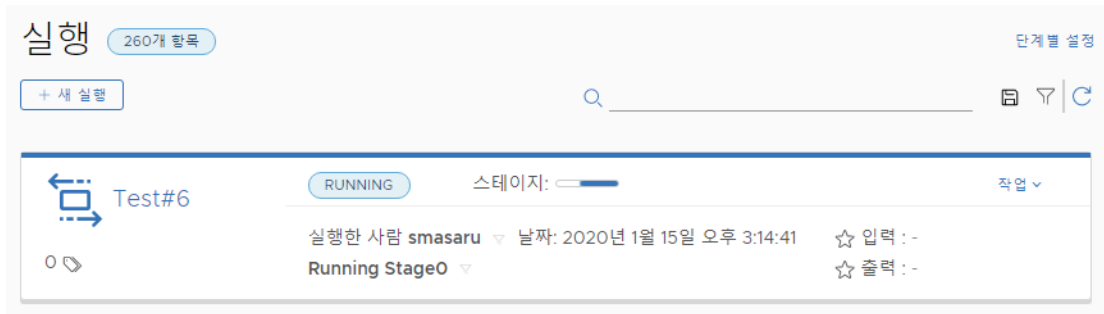 실행 260개 항목
단계별 설정
+ 새 실행
Test#6
RUNNING 스테이지:
작업
실행한 사람 smasaru 날짜: 2020년 1월 15일 오후 3:14:41 입력 : -
0 Running Stage0 출력 : -